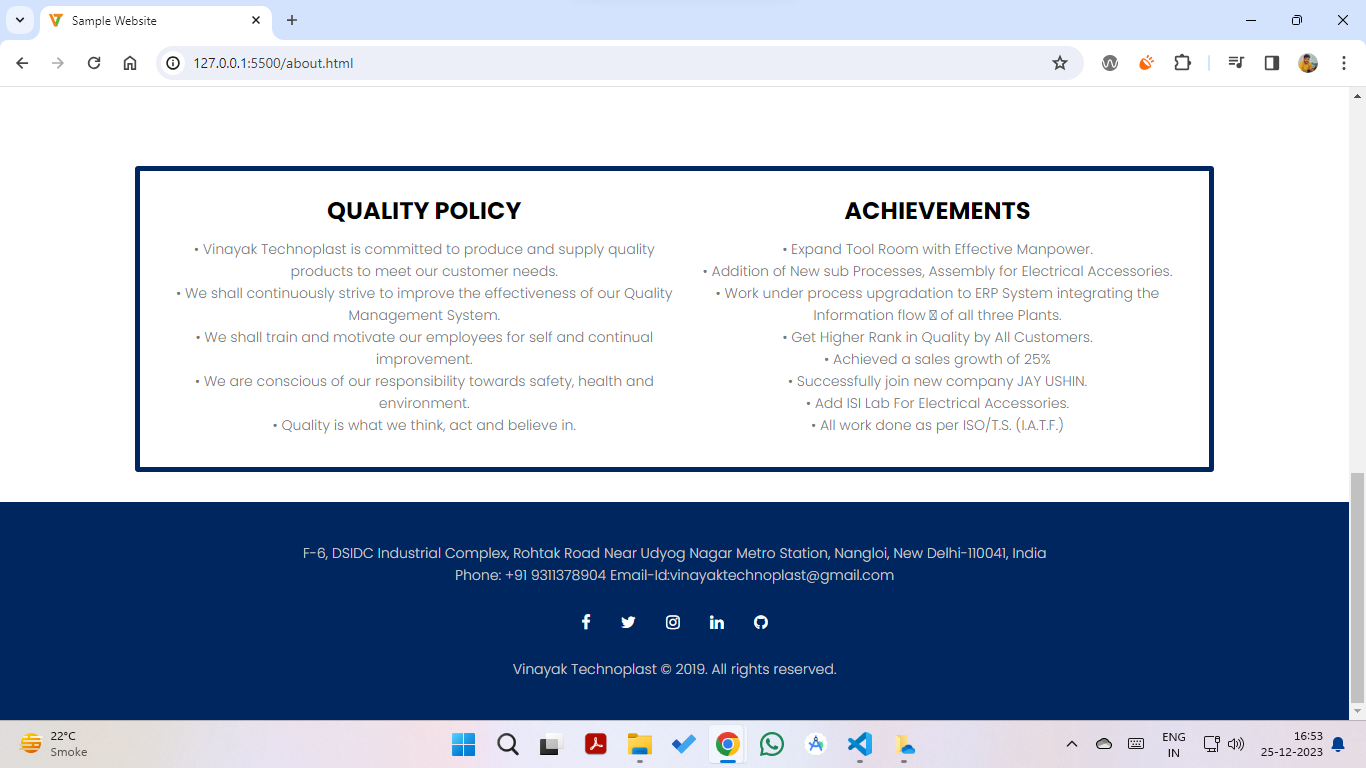 Sample Website
127.0.0.1:5500/about.html
QUALITY POLICY
• Vinayak Technoplast is committed to produce and supply quality
products to meet our customer needs.
• We shall continuously strive to improve the effectiveness of our Quality
Management System.
• We shall train and motivate our employees for self and continual
improvement.
• We are conscious of our responsibility towards safety, health and
environment.
• Quality is what we think, act and believe in.
ACHIEVEMENTS
• Expand Tool Room with Effective Manpower.
• Addition of New sub Processes, Assembly for Electrical Accessories.
• Work under process upgradation to ERP System integrating the
Information flow  of all three Plants.
• Get Higher Rank in Quality by All Customers.
• Achieved a sales growth of 25%
• Successfully join new company JAY USHIN.
• Add ISI Lab For Electrical Accessories.
• All work done as per ISO/T.S. (I.A.T.F.)
F-6, DSIDC Industrial Complex, Rohtak Road Near Udyog Nagar Metro Station, Nangloi, New Delhi-110041, India
Phone: +91 9311378904 Email-Id:vinayaktechnoplast@gmail.com
Vinayak Technoplast © 2019. All rights reserved.
22°C
Smoke
ENG
IN
16:53
25-12-2023